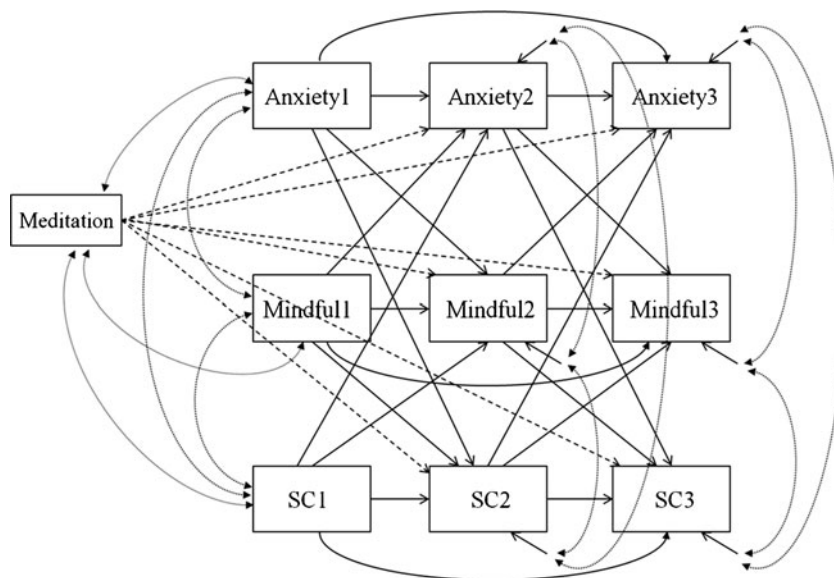 Anxiety1
Anxiety2
Anxiety3
Meditation
Mindful1
Mindful2
Mindful3
SC1
SC2
SC3